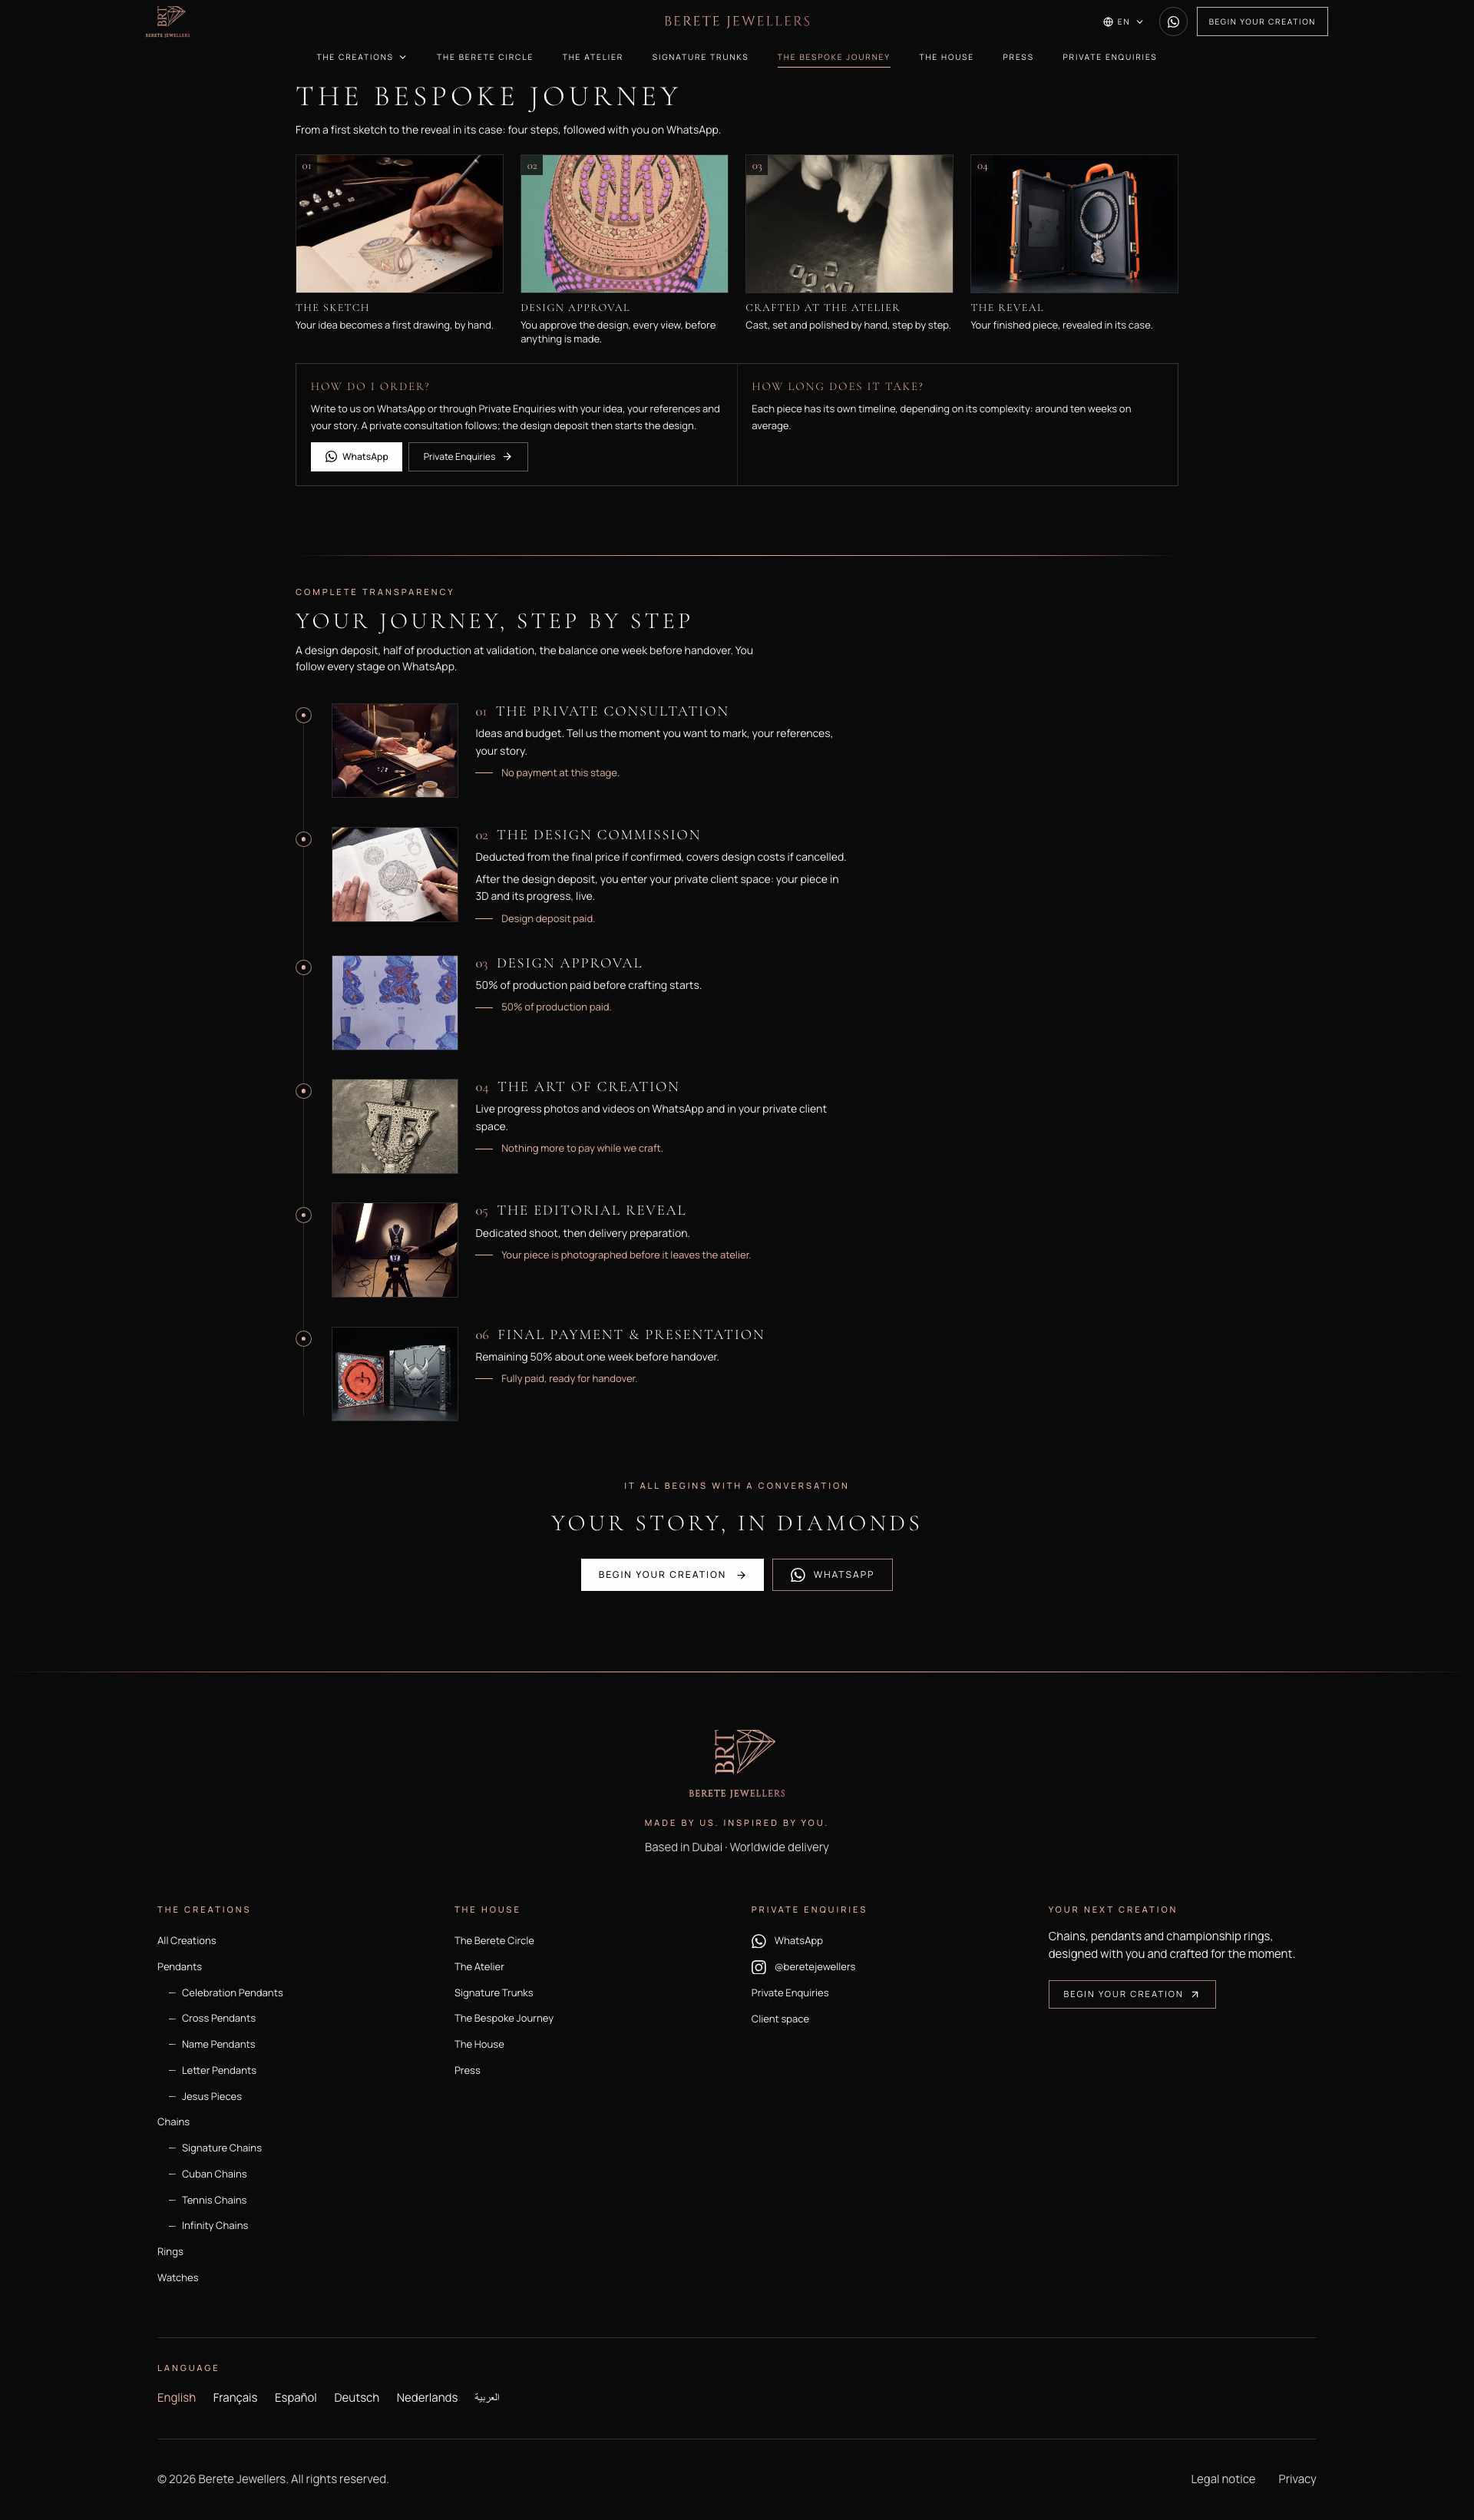 BRT
BERETE JEWELLERS
BERETE JEWELLERS
EN
BEGIN YOUR CREATION
THE CREATIONS
THE BERETE CIRCLE
THE ATELIER
SIGNATURE TRUNKS
THE BESPOKE JOURNEY
THE HOUSE
PRESS
PRIVATE ENQUIRIES
THE BESPOKE JOURNEY
From a first sketch to the reveal in its case: four steps, followed with you on WhatsApp.
01
THE SKETCH
Your idea becomes a first drawing, by hand.
02
DESIGN APPROVAL
You approve the design, every view, before
anything is made.
03
CRAFTED AT THE ATELIER
Cast, set and polished by hand, step by step.
04
THE REVEAL
Your finished piece, revealed in its case.
HOW DO I ORDER?
Write to us on WhatsApp or through Private Enquiries with your idea, your references and
your story. A private consultation follows; the design deposit then starts the design.
WhatsApp
Private Enquiries
HOW LONG DOES IT TAKE?
Each piece has its own timeline, depending on its complexity: around ten weeks on
average.
COMPLETE TRANSPARENCY
YOUR JOURNEY, STEP BY STEP
A design deposit, half of production at validation, the balance one week before handover. You
follow every stage on WhatsApp.
01 THE PRIVATE CONSULTATION
Ideas and budget. Tell us the moment you want to mark, your references,
your story.
No payment at this stage.
02 THE DESIGN COMMISSION
Deducted from the final price if confirmed, covers design costs if cancelled.
After the design deposit, you enter your private client space: your piece in
3D and its progress, live.
Design deposit paid.
03 DESIGN APPROVAL
50% of production paid before crafting starts.
50% of production paid.
04 THE ART OF CREATION
Live progress photos and videos on WhatsApp and in your private client
space.
Nothing more to pay while we craft.
05 THE EDITORIAL REVEAL
Dedicated shoot, then delivery preparation.
Your piece is photographed before it leaves the atelier.
06 FINAL PAYMENT & PRESENTATION
Remaining 50% about one week before handover.
Fully paid, ready for handover.
IT ALL BEGINS WITH A CONVERSATION
YOUR STORY, IN DIAMONDS
BEGIN YOUR CREATION
WHATSAPP
BRT
BERETE JEWELLERS
MADE BY US. INSPIRED BY YOU.
Based in Dubai · Worldwide delivery
THE CREATIONS
All Creations
Pendants
— Celebration Pendants
— Cross Pendants
— Name Pendants
— Letter Pendants
— Jesus Pieces
Chains
— Signature Chains
— Cuban Chains
— Tennis Chains
— Infinity Chains
Rings
Watches
THE HOUSE
The Berete Circle
The Atelier
Signature Trunks
The Bespoke Journey
The House
Press
PRIVATE ENQUIRIES
WhatsApp
@beretejewellers
Private Enquiries
Client space
YOUR NEXT CREATION
Chains, pendants and championship rings,
designed with you and crafted for the moment.
BEGIN YOUR CREATION
LANGUAGE
English
Français
Español
Deutsch
Nederlands
العربية
© 2026 Berete Jewellers. All rights reserved.
Legal notice
Privacy